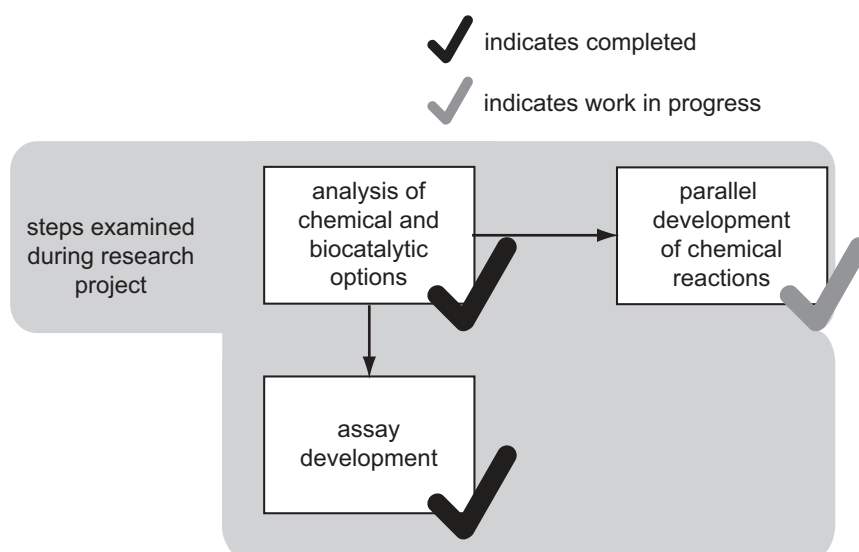 indicates completed
indicates work in progress
steps examined
during research
project
analysis of
chemical and
biocatalytic
options
parallel
development
of chemical
reactions
assay
development